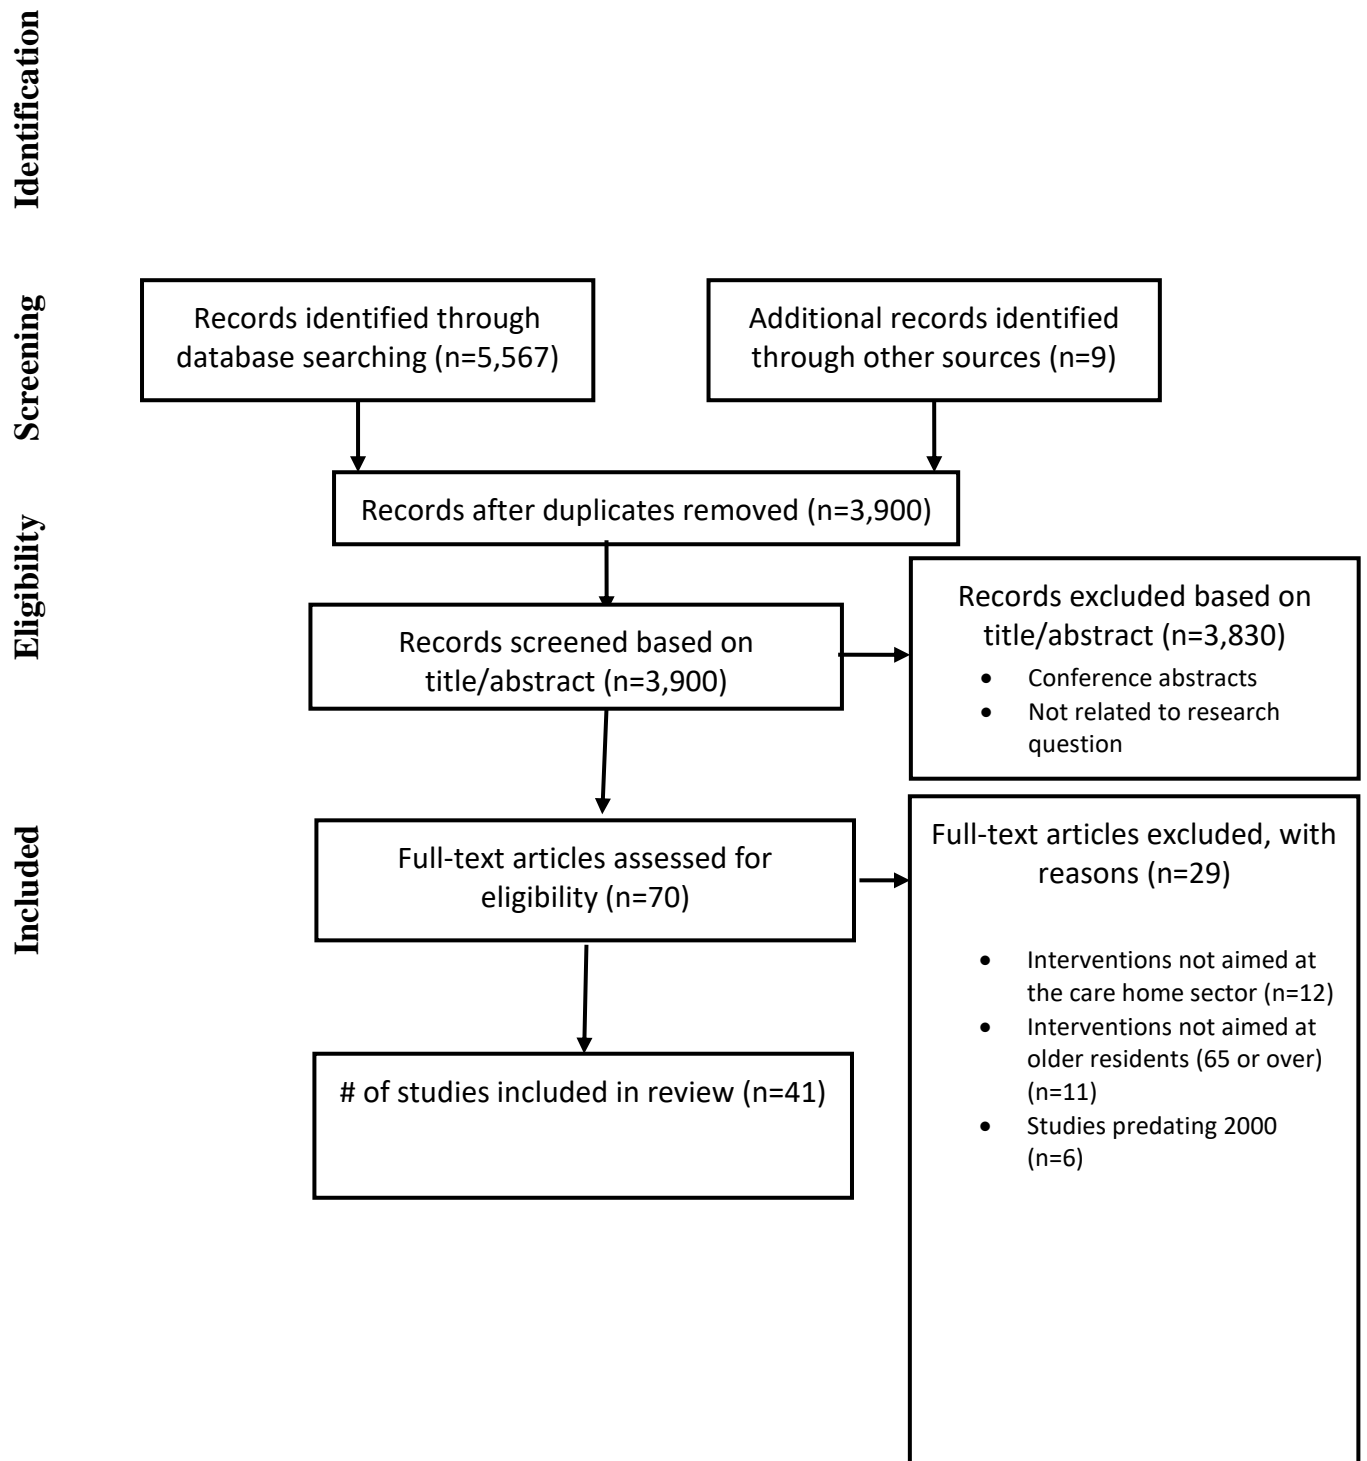 Identification
Screening
Eligibility
Included
Records identified through
database searching (n=5,567)
Additional records identified
through other sources (n=9)
Records after duplicates removed (n=3,900)
Records screened based on
title/abstract (n=3,900)
Records excluded based on
title/abstract (n=3,830)
• Conference abstracts
• Not related to research
question
Full-text articles assessed for
eligibility (n=70)
Full-text articles excluded, with
reasons (n=29)
• Interventions not aimed at
the care home sector (n=12)
• Interventions not aimed at
older residents (65 or over)
(n=11)
• Studies predating 2000
(n=6)
# of studies included in review (n=41)